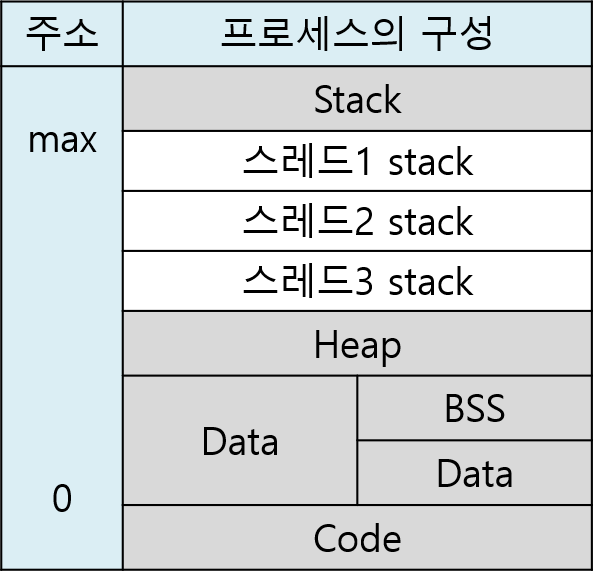 주소 프로세스의 구성
max
Stack
스레드1 stack
스레드2 stack
스레드3 stack
Heap
Data
BSS
Data
0
Code